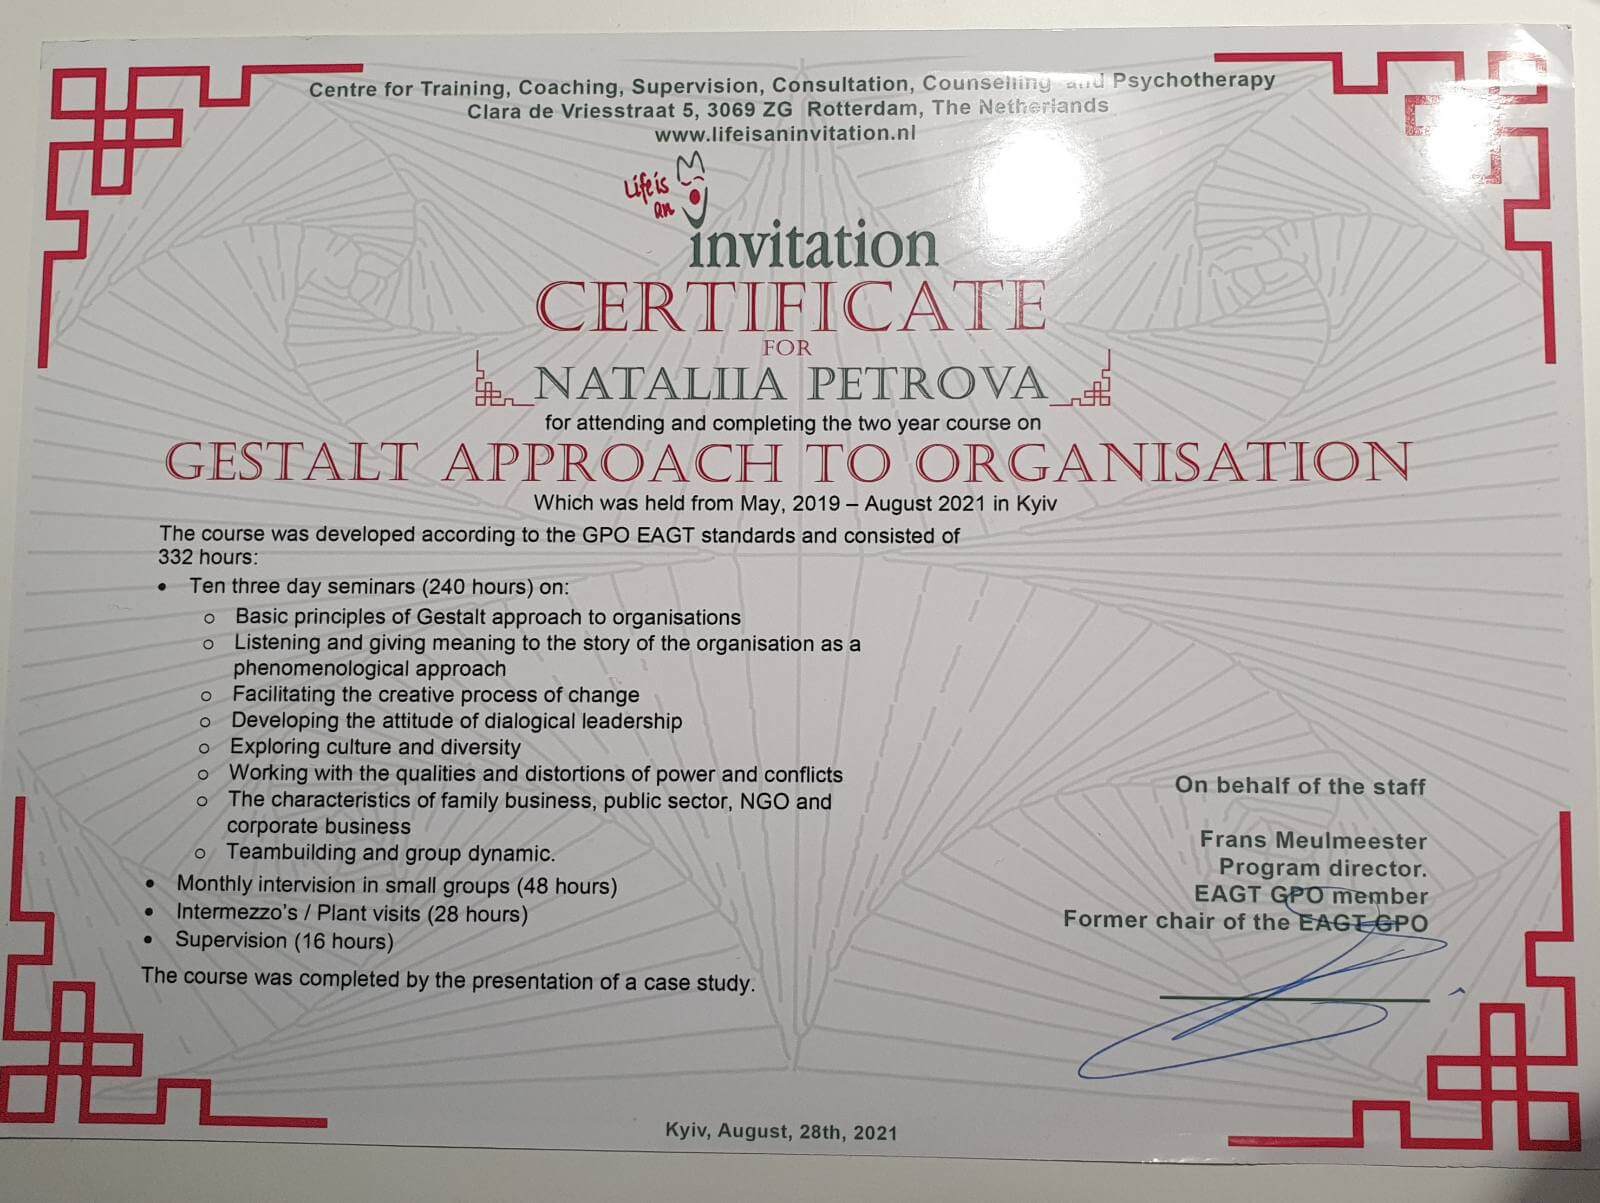 Centre for Training, Coaching, Supervision, Consultation, Counselling and Psychotherapy
Clara de Vriesstraat 5, 3069 ZG Rotterdam, The Netherlands
www.lifeisaninvitation.nl
Life is
an
invitation
CERTIFICATE
FOR
NATALIIA PETROVA
for attending and completing the two year course on
GESTALT APPROACH TO ORGANISATION
Which was held from May, 2019 – August 2021 in Kyiv
The course was developed according to the GPO EAGT standards and consisted of
332 hours:
• Ten three day seminars (240 hours) on:
o Basic principles of Gestalt approach to organisations
o Listening and giving meaning to the story of the organisation as a
phenomenological approach
o Facilitating the creative process of change
o Developing the attitude of dialogical leadership
o Exploring culture and diversity
o Working with the qualities and distortions of power and conflicts
o The characteristics of family business, public sector, NGO and
corporate business
o Teambuilding and group dynamic.
• Monthly intervision in small groups (48 hours)
• Intermezzo's / Plant visits (28 hours)
• Supervision (16 hours)
The course was completed by the presentation of a case study.
On behalf of the staff
Frans Meulmeester
Program director.
EAGT GPO member
Former chair of the EAGT GPO
Kyiv, August, 28th, 2021